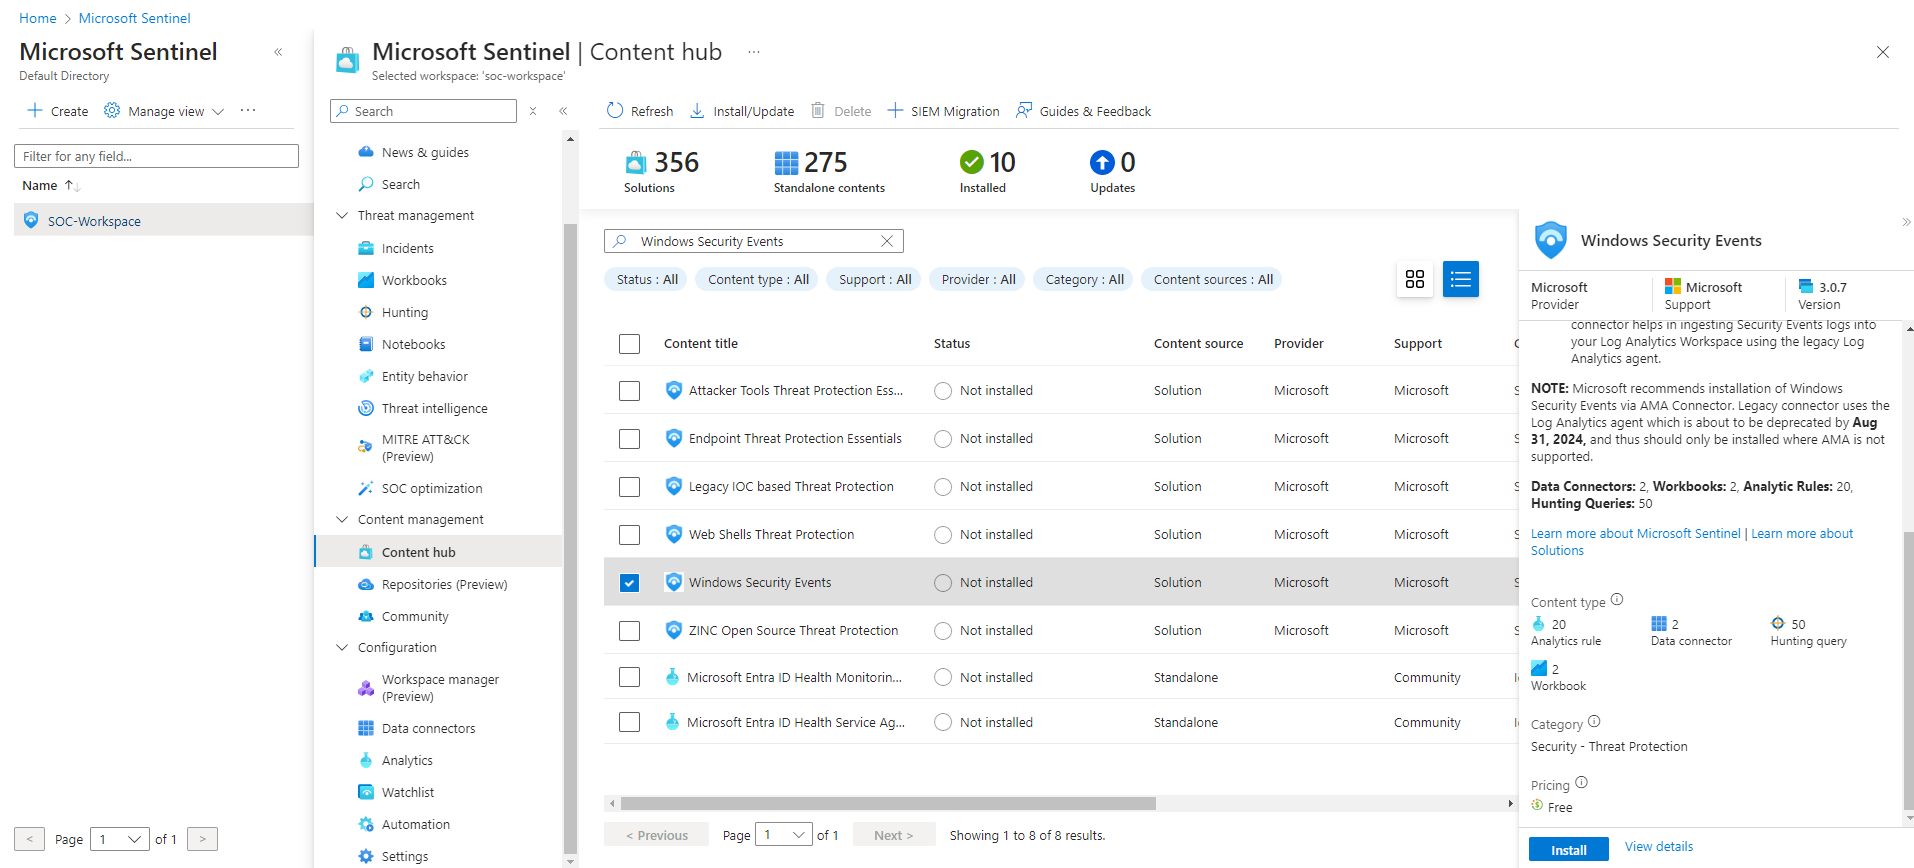 Home > Microsoft Sentinel
Microsoft Sentinel
Default Directory
Create Manage view
Filter for any field...
Name
SOC-Workspace
< Page 1 of 1 >
Microsoft Sentinel | Content hub
Selected workspace: 'soc-workspace'
Search
News & guides
Search
Threat management
Incidents
Workbooks
Hunting
Notebooks
Entity behavior
Threat intelligence
MITRE ATT&CK
(Preview)
SOC optimization
Content management
Content hub
Repositories (Preview)
Community
Configuration
Workspace manager
(Preview)
Data connectors
Analytics
Watchlist
Automation
Settings
Refresh Install/Update Delete SIEM Migration Guides & Feedback
356 275 10 0
Solutions Standalone contents Installed Updates
Windows Security Events
Status : All Content type : All Support : All Provider : All Category : All Content sources : All
Content title Status Content source Provider Support
Attacker Tools Threat Protection Ess... Not installed Solution Microsoft Microsoft
Endpoint Threat Protection Essentials Not installed Solution Microsoft Microsoft
Legacy IOC based Threat Protection Not installed Solution Microsoft Microsoft
Web Shells Threat Protection Not installed Solution Microsoft Microsoft
Windows Security Events Not installed Solution Microsoft Microsoft
ZINC Open Source Threat Protection Not installed Solution Microsoft Microsoft
Microsoft Entra ID Health Monitorin... Not installed Standalone Community
Microsoft Entra ID Health Service Ag... Not installed Standalone Community
< Previous Page 1 of 1 Next > Showing 1 to 8 of 8 results.
Windows Security Events
Microsoft Microsoft 3.0.7
Provider Support Version
connector helps in ingesting Security Events logs into
your Log Analytics Workspace using the legacy Log
Analytics agent.
NOTE: Microsoft recommends installation of Windows
Security Events via AMA Connector. Legacy connector uses the
Log Analytics agent which is about to be deprecated by Aug
31, 2024, and thus should only be installed where AMA is not
supported.
Data Connectors: 2, Workbooks: 2, Analytic Rules: 20,
Hunting Queries: 50
Learn more about Microsoft Sentinel | Learn more about
Solutions
Content type
20 2 50
Analytics rule Data connector Hunting query
2
Workbook
Category
Security - Threat Protection
Pricing
Free
Install View details